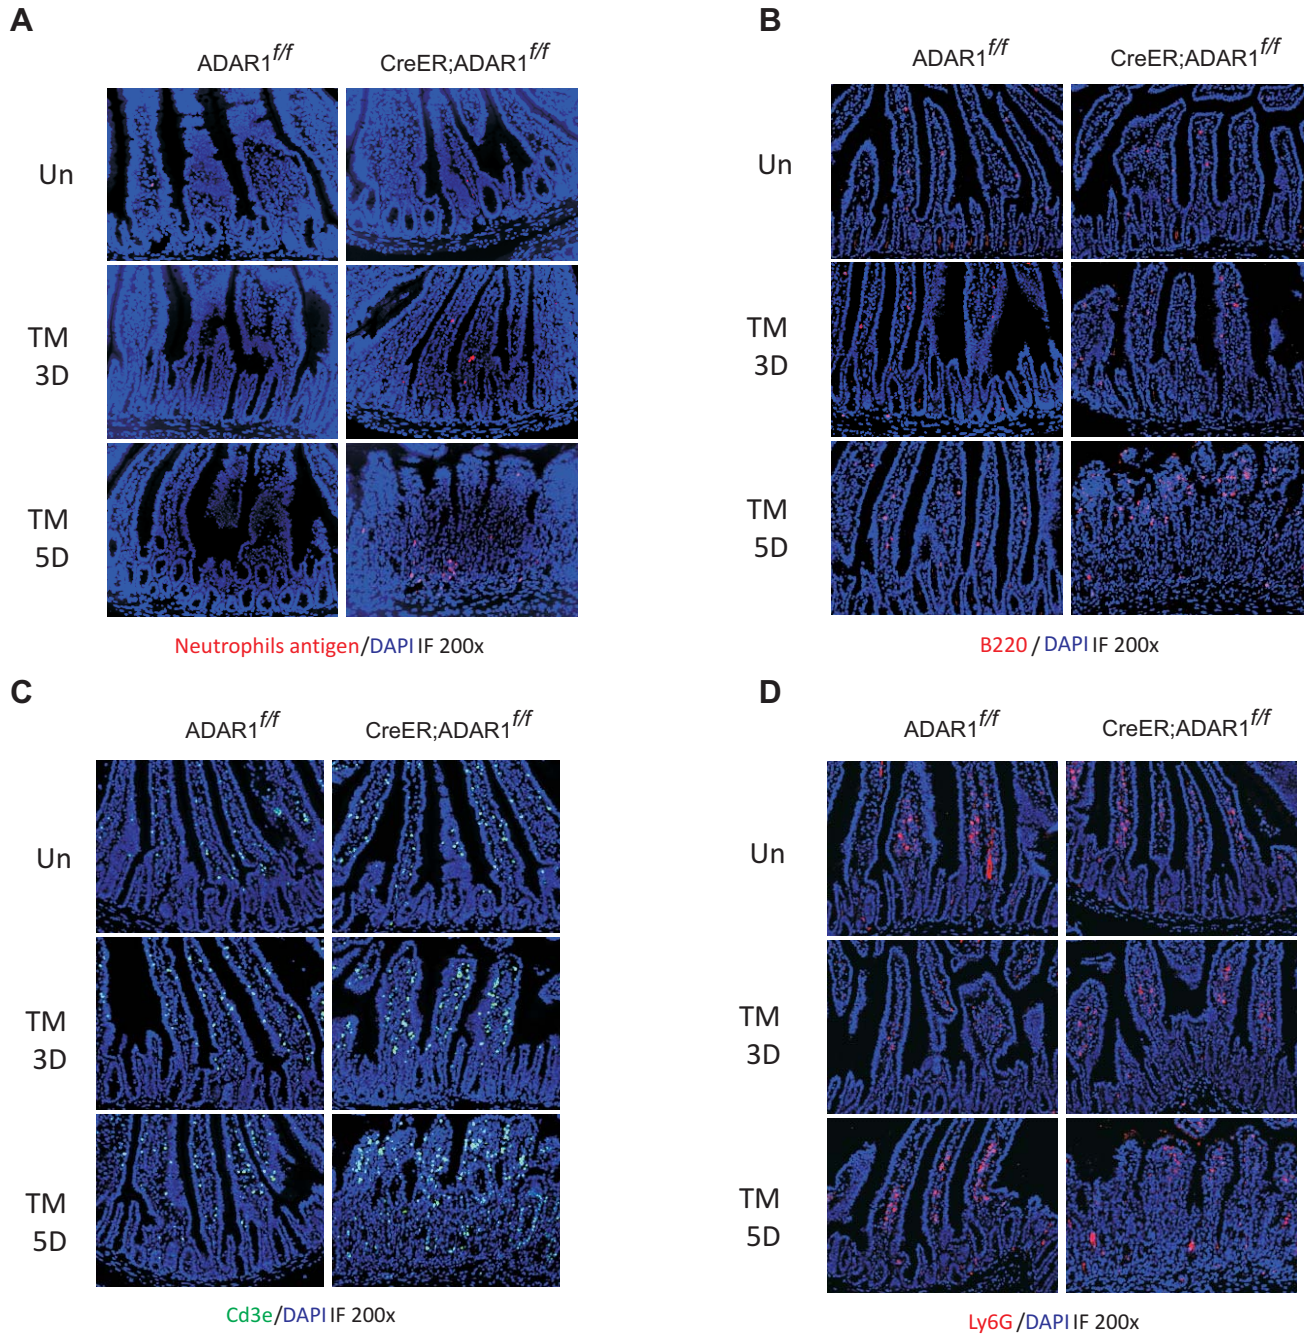 A
ADAR1f/f
CreER;ADAR1f/f
Un
TM
3D
TM
5D
Neutrophils antigen/DAPI IF 200x
B
ADAR1f/f
CreER;ADAR1f/f
Un
TM
3D
TM
5D
B220 / DAPI IF 200x
C
ADAR1f/f
CreER;ADAR1f/f
Un
TM
3D
TM
5D
Cd3e/DAPI IF 200x
D
ADAR1f/f
CreER;ADAR1f/f
Un
TM
3D
TM
5D
Ly6G /DAPI IF 200x